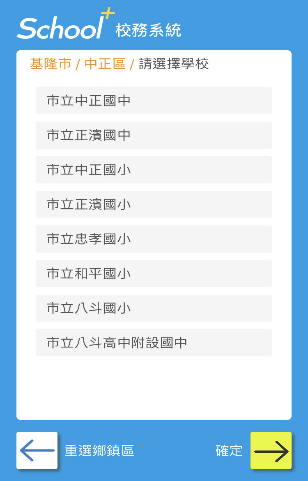 School+ 校務系統
基隆市 / 中正區 / 請選擇學校
市立中正國中
市立正濱國中
市立中正國小
市立正濱國小
市立忠孝國小
市立和平國小
市立八斗國小
市立八斗高中附設國中
重選鄉鎮區 確定